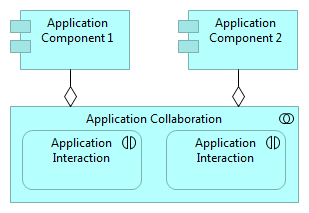 Application
Component 1
Application
Component 2
Application Collaboration
Application
Interaction
Application
Interaction